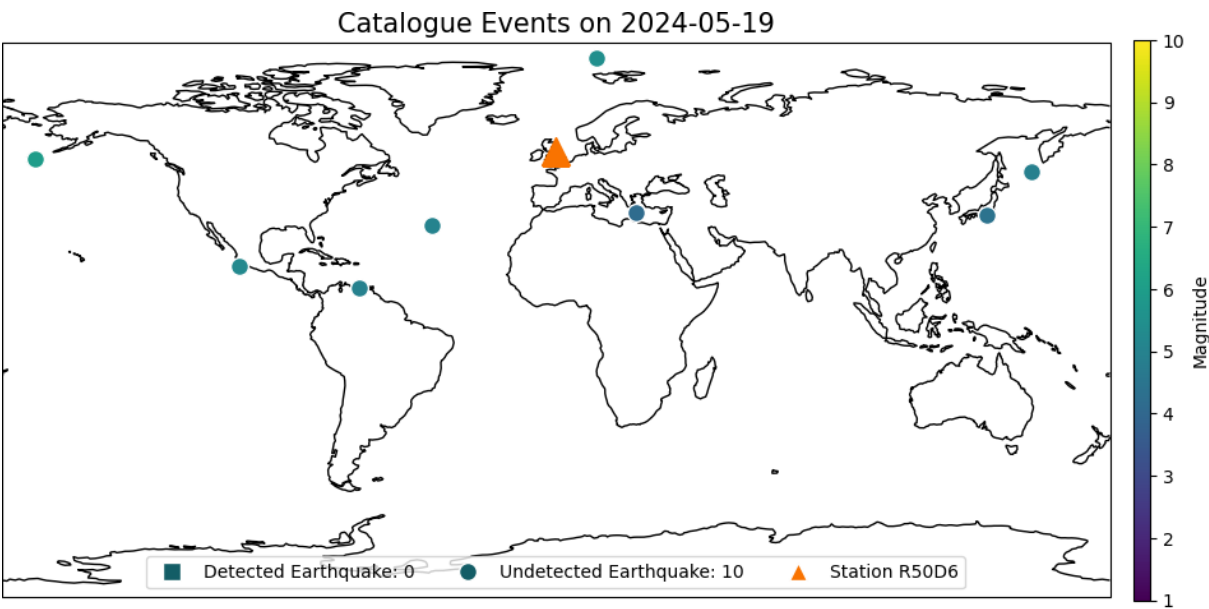 Catalogue Events on 2024-05-19
10
9
8
7
6
5
4
3
2
1
Magnitude
Detected Earthquake: 0
Undetected Earthquake: 10
Station R50D6